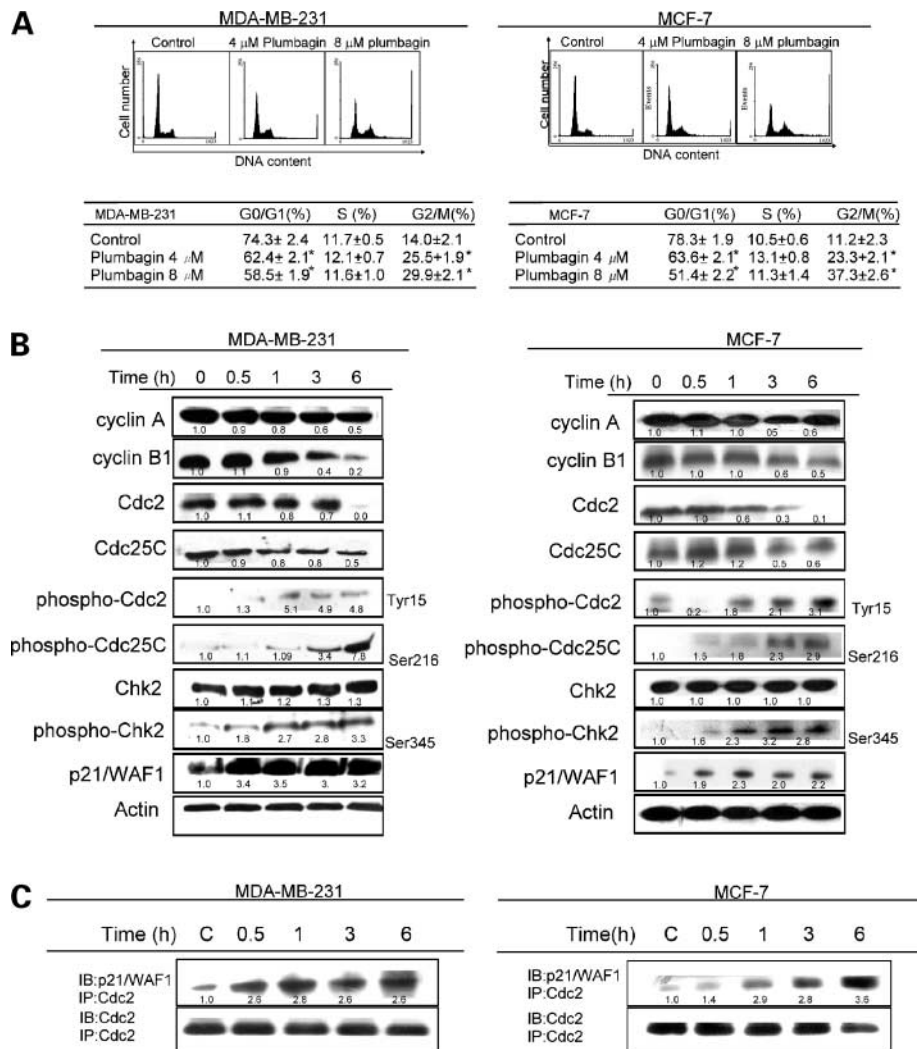 A
MDA-MB-231
Control
4 μM Plumbagin
8 μM plumbagin
Cell number
DNA content
MCF-7
Control
4 μM Plumbagin
8 μM plumbagin
Cell number
Events
Events
DNA content
MDA-MB-231 G0/G1(%) S (%) G2/M(%)
Control 74.3± 2.4 11.7±0.5 14.0±2.1
Plumbagin 4 μM 62.4± 2.1* 12.1±0.7 25.5+1.9*
Plumbagin 8 μM 58.5± 1.9* 11.6±1.0 29.9±2.1*
MCF-7 G0/G1(%) S (%) G2/M(%)
Control 78.3± 1.9 10.5±0.6 11.2±2.3
Plumbagin 4 μM 63.6± 2.1* 13.1±0.8 23.3+2.1*
Plumbagin 8 μM 51.4± 2.2* 11.3±1.4 37.3±2.6*
B
MDA-MB-231
Time (h) 0 0.5 1 3 6
cyclin A
1.0 0.9 0.8 0.6 0.5
cyclin B1
1.0 1.1 0.9 0.4 0.2
Cdc2
1.0 1.1 0.8 0.7 0.0
Cdc25C
1.0 0.9 0.8 0.8 0.5
phospho-Cdc2 Tyr15
1.0 1.3 5.1 4.9 4.8
phospho-Cdc25C Ser216
1.0 1.1 1.09 3.4 7.8
Chk2
1.0 1.1 1.2 1.3 1.3
phospho-Chk2 Ser345
1.0 1.8 2.7 2.8 3.3
p21/WAF1
1.0 3.4 3.5 3. 3.2
Actin
MCF-7
Time (h) 0 0.5 1 3 6
cyclin A
1.0 1.1 1.0 05 0.6
cyclin B1
1.0 1.0 1.0 0.6 0.5
Cdc2
1.0 1.0 0.6 0.3 0.1
Cdc25C
1.0 1.2 1.2 0.5 0.6
phospho-Cdc2 Tyr15
1.0 0.2 1.8 2.1 3.1
phospho-Cdc25C Ser216
1.0 1.5 1.8 2.3 2.9
Chk2
1.0 1.0 1.0 1.0 1.0
phospho-Chk2 Ser345
1.0 1.6 2.3 3.2 2.8
p21/WAF1
1.0 1.9 2.3 2.0 2.2
Actin
C
MDA-MB-231
Time (h) C 0.5 1 3 6
IB:p21/WAF1
IP:Cdc2
1.0 2.6 2.8 2.6 2.6
IB:Cdc2
IP:Cdc2
MCF-7
Time(h) C 0.5 1 3 6
IB:p21/WAF1
IP:Cdc2
1.0 1.4 2.9 2.8 3.6
IB:Cdc2
IP:Cdc2